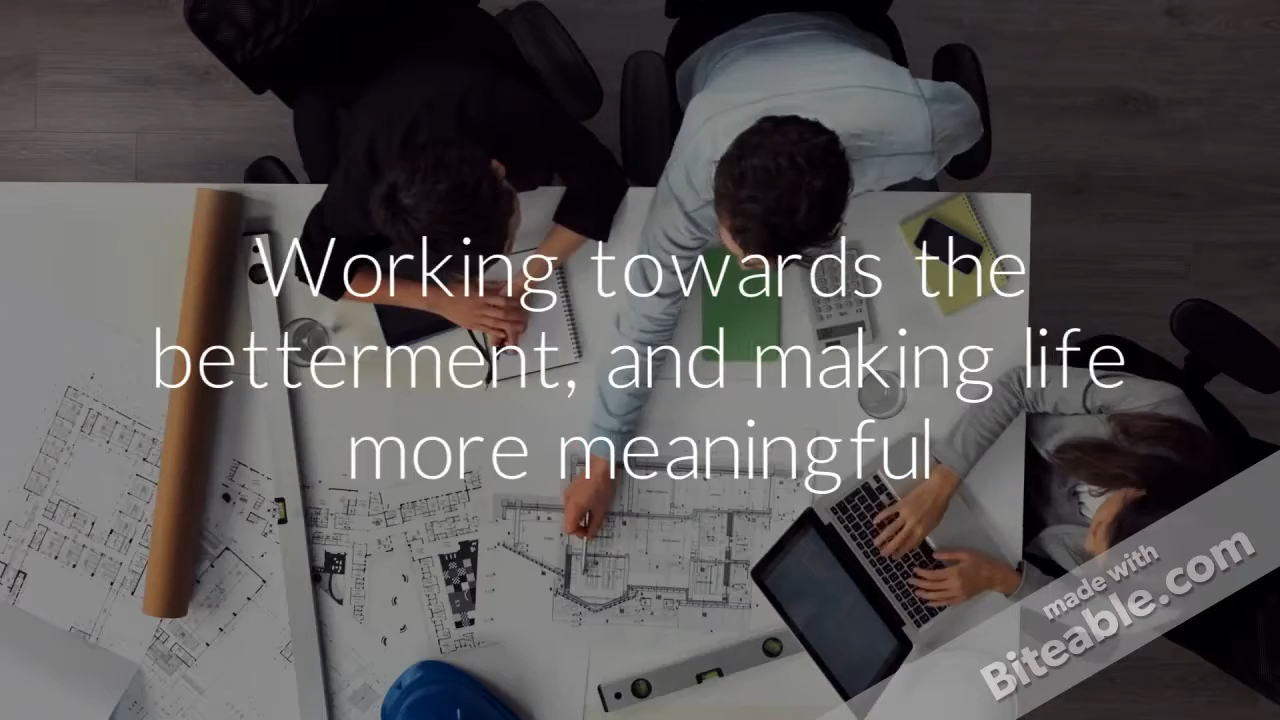 Working towards the
betterment, and making life
more meaningful
made with
Biteable.com